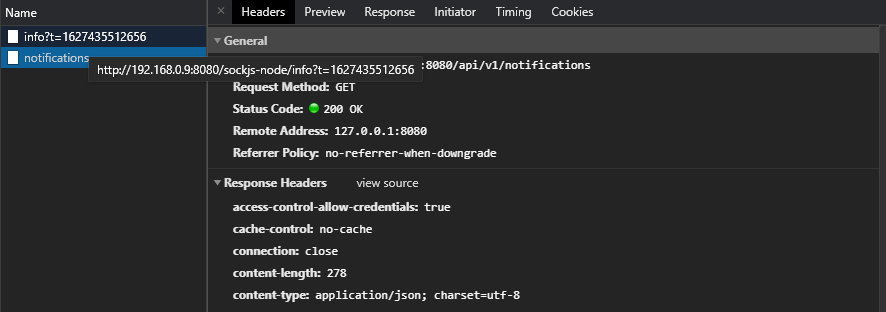 Name
× Headers Preview Response Initiator Timing Cookies
info?t=1627435512656
notifications
General
http://192.168.0.9:8080/sockjs-node/info?t=1627435512656
:8080/api/v1/notifications
Request Method: GET
Status Code: 200 OK
Remote Address: 127.0.0.1:8080
Referrer Policy: no-referrer-when-downgrade
Response Headers view source
access-control-allow-credentials: true
cache-control: no-cache
connection: close
content-length: 278
content-type: application/json; charset=utf-8